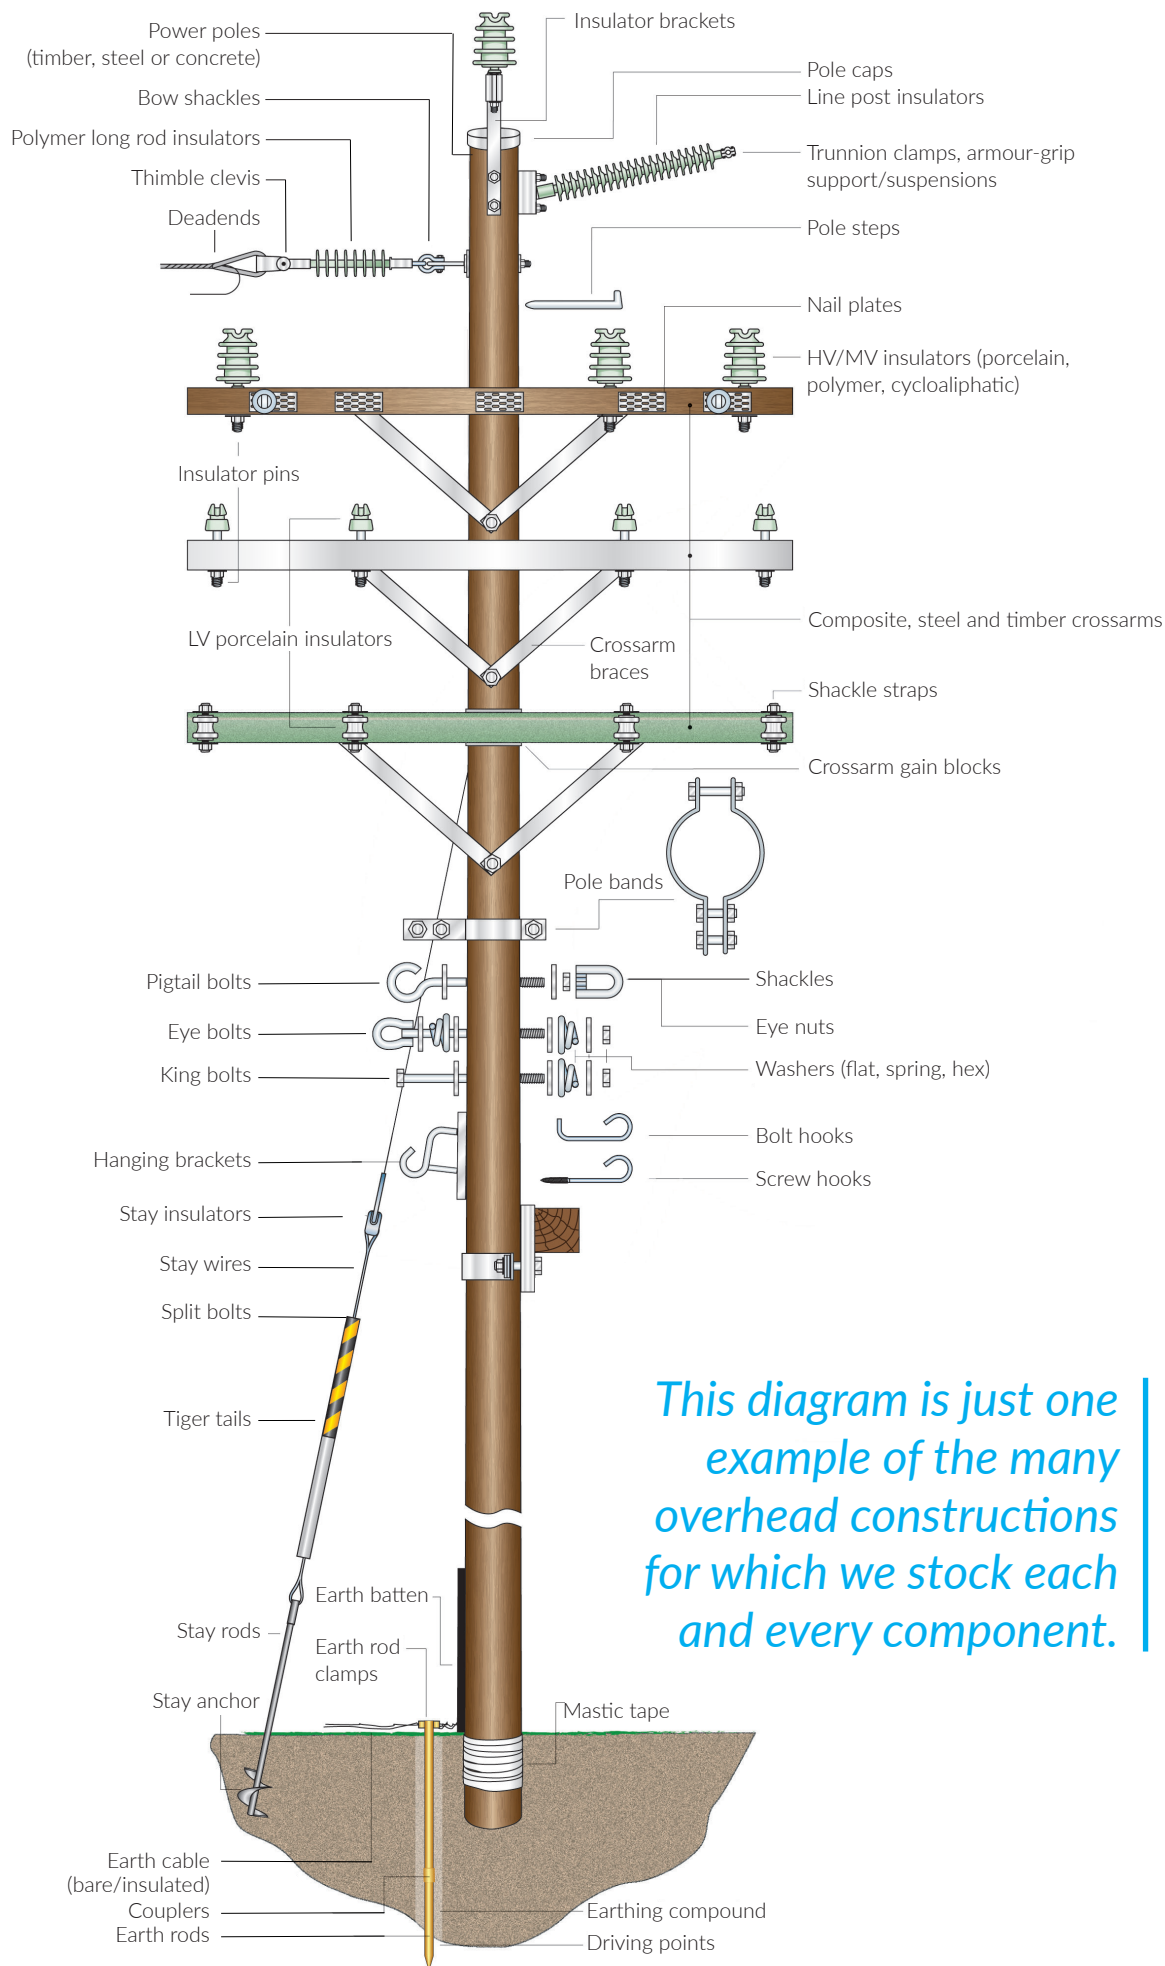 Insulator brackets
Power poles
(timber, steel or concrete)
Pole caps
Bow shackles
Line post insulators
Polymer long rod insulators
Trunnion clamps, armour-grip
support/suspensions
Thimble clevis
Deadends
Pole steps
Nail plates
HV/MV insulators (porcelain,
polymer, cycloaliphatic)
Insulator pins
LV porcelain insulators
Crossarm
braces
Composite, steel and timber crossarms
Shackle straps
Crossarm gain blocks
Pole bands
Pigtail bolts
Shackles
Eye bolts
Eye nuts
King bolts
Washers (flat, spring, hex)
Bolt hooks
Hanging brackets
Screw hooks
Stay insulators
Stay wires
Split bolts
Tiger tails
This diagram is just one
example of the many
overhead constructions
for which we stock each
and every component.
Earth batten
Stay rods
Earth rod
clamps
Stay anchor
Mastic tape
Earth cable
(bare/insulated)
Couplers
Earth rods
Earthing compound
Driving points